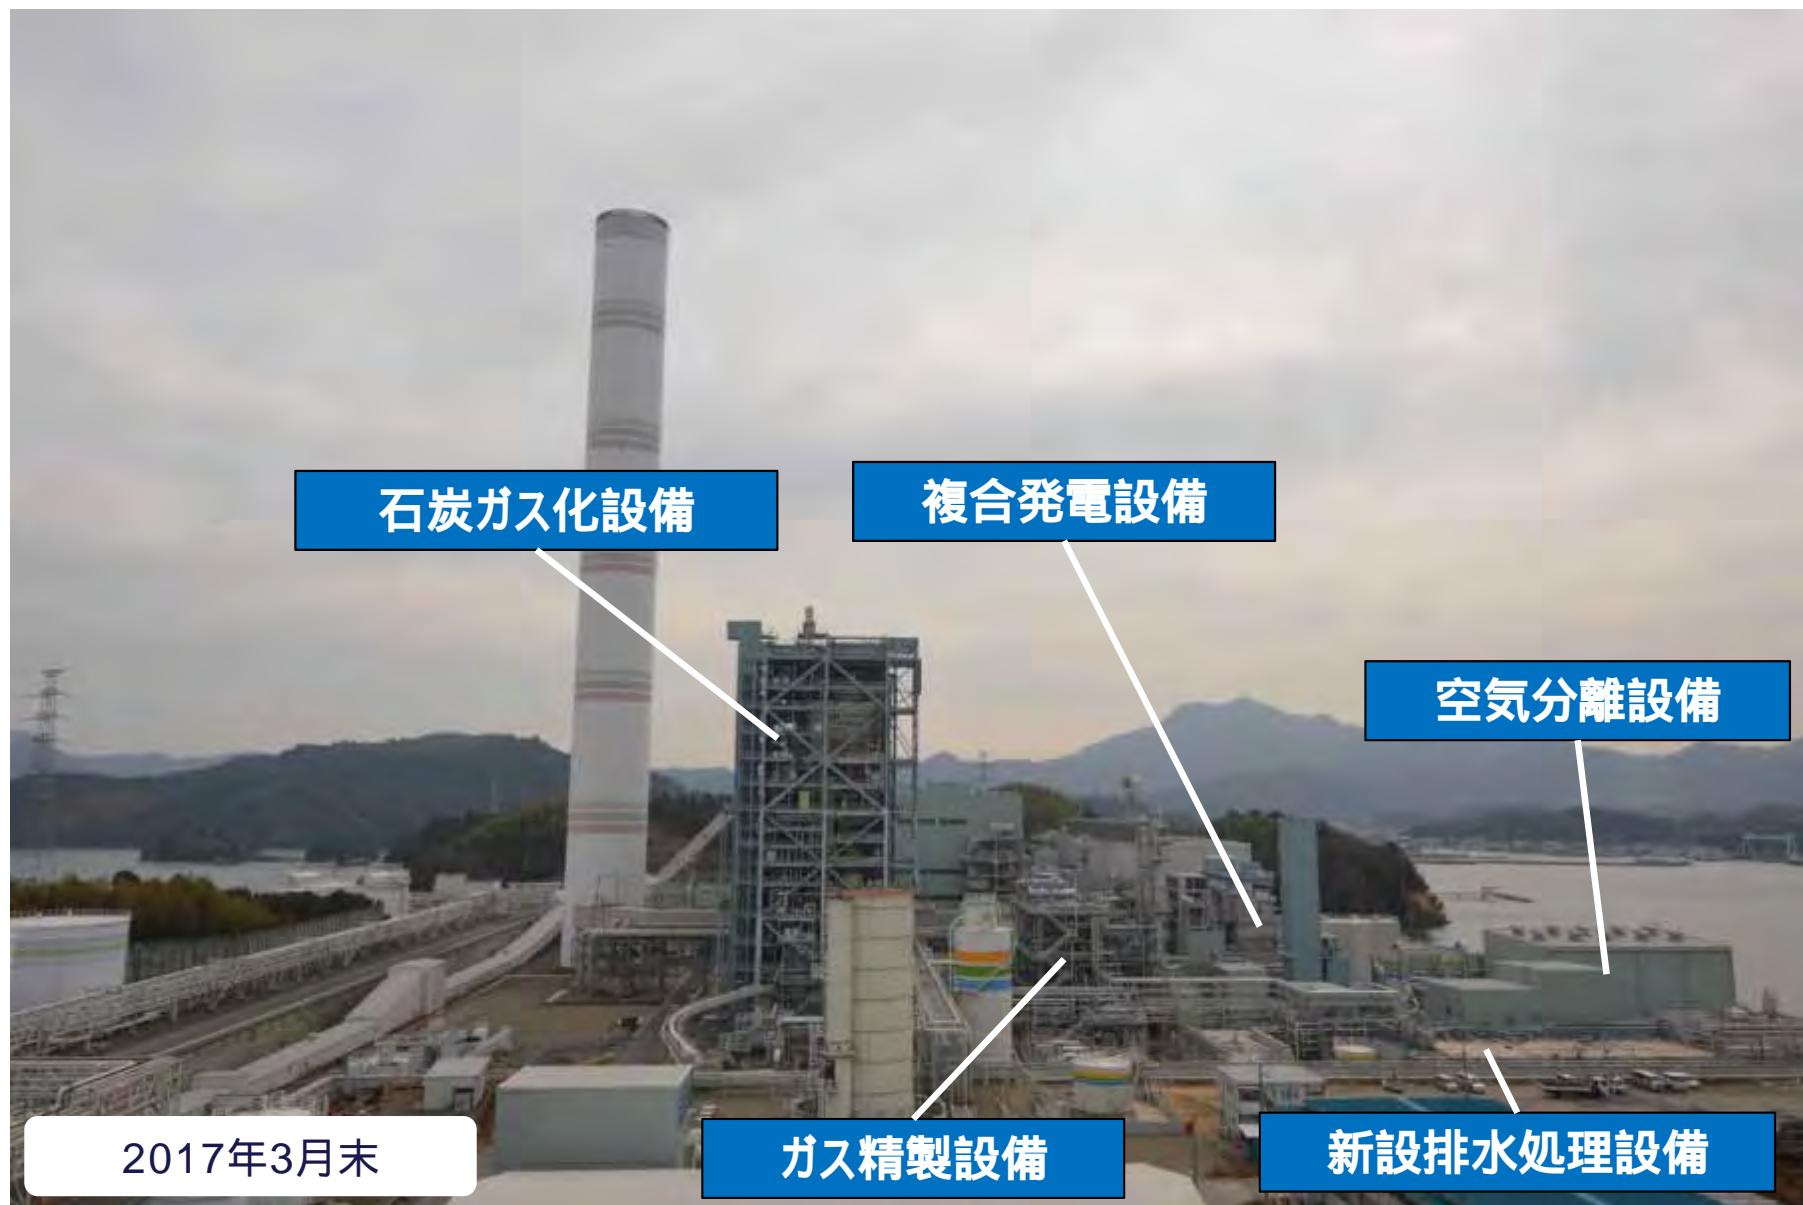 複合発電設備
石炭ガス化設備
空気分離設備
2017年3月末
ガス精製設備
新設排水処理設備